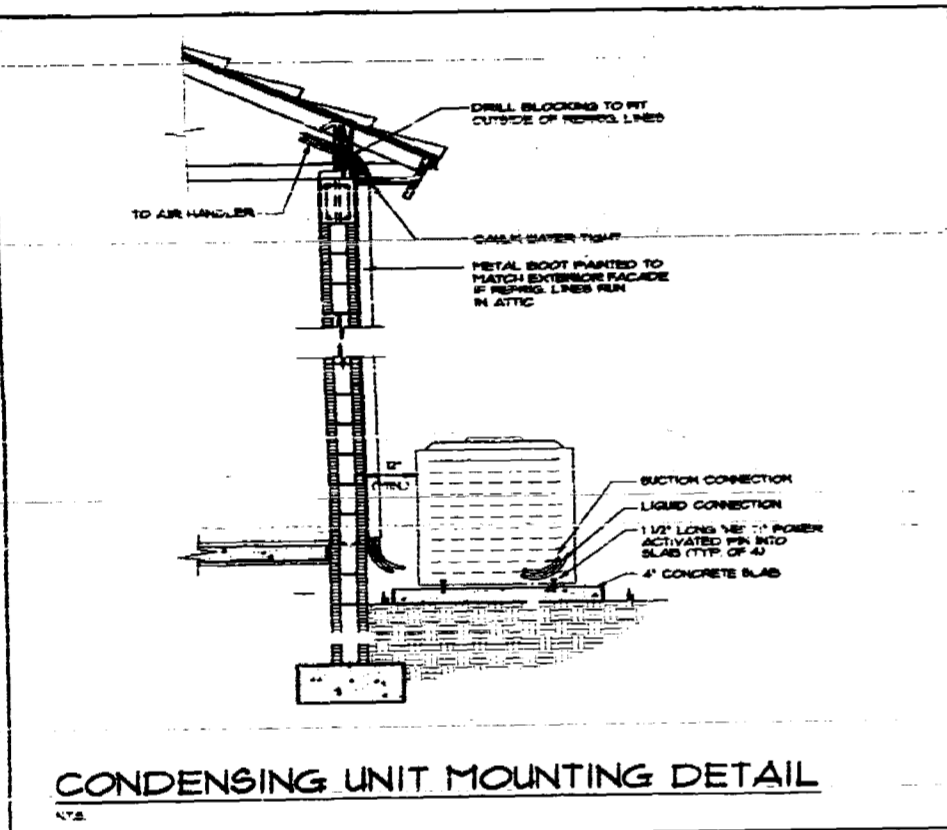 DRILL BLOCKING TO FIT
OUTSIDE OF REFRIG. LINES
TO AIR HANDLER
CAULK WATER TIGHT
METAL BOOT PAINTED TO
MATCH EXTERIOR FACADE
IF REFRIG. LINES RUN
IN ATTIC
12"
SUCTION CONNECTION
LIQUID CONNECTION
1 1/2" LONG POWER
ACTIVATED PIN INTO
SLAB (TYP. OF 4)
4" CONCRETE SLAB
CONDENSING UNIT MOUNTING DETAIL
N.T.S.